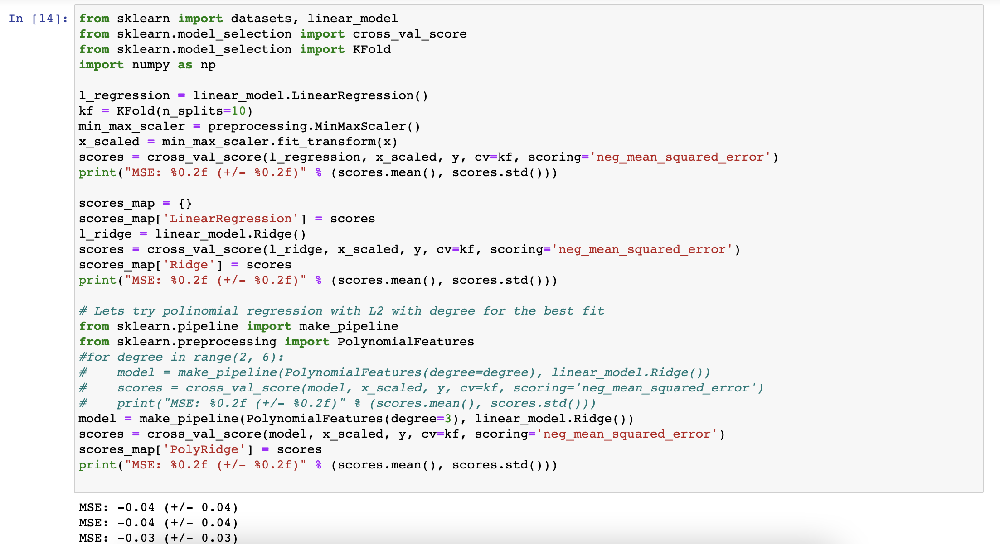 In [14]:
from sklearn import datasets, linear_model
from sklearn.model_selection import cross_val_score
from sklearn.model_selection import KFold
import numpy as np

l_regression = linear_model.LinearRegression()
kf = KFold(n_splits=10)
min_max_scaler = preprocessing.MinMaxScaler()
x_scaled = min_max_scaler.fit_transform(x)
scores = cross_val_score(l_regression, x_scaled, y, cv=kf, scoring='neg_mean_squared_error')
print("MSE: %0.2f (+/- %0.2f)" % (scores.mean(), scores.std()))

scores_map = {}
scores_map['LinearRegression'] = scores
l_ridge = linear_model.Ridge()
scores = cross_val_score(l_ridge, x_scaled, y, cv=kf, scoring='neg_mean_squared_error')
scores_map['Ridge'] = scores
print("MSE: %0.2f (+/- %0.2f)" % (scores.mean(), scores.std()))

# Lets try polinomial regression with L2 with degree for the best fit
from sklearn.pipeline import make_pipeline
from sklearn.preprocessing import PolynomialFeatures
#for degree in range(2, 6):
#    model = make_pipeline(PolynomialFeatures(degree=degree), linear_model.Ridge())
#    scores = cross_val_score(model, x_scaled, y, cv=kf, scoring='neg_mean_squared_error')
#    print("MSE: %0.2f (+/- %0.2f)" % (scores.mean(), scores.std()))
model = make_pipeline(PolynomialFeatures(degree=3), linear_model.Ridge())
scores = cross_val_score(model, x_scaled, y, cv=kf, scoring='neg_mean_squared_error')
scores_map['PolyRidge'] = scores
print("MSE: %0.2f (+/- %0.2f)" % (scores.mean(), scores.std()))

MSE: -0.04 (+/- 0.04)
MSE: -0.04 (+/- 0.04)
MSE: -0.03 (+/- 0.03)